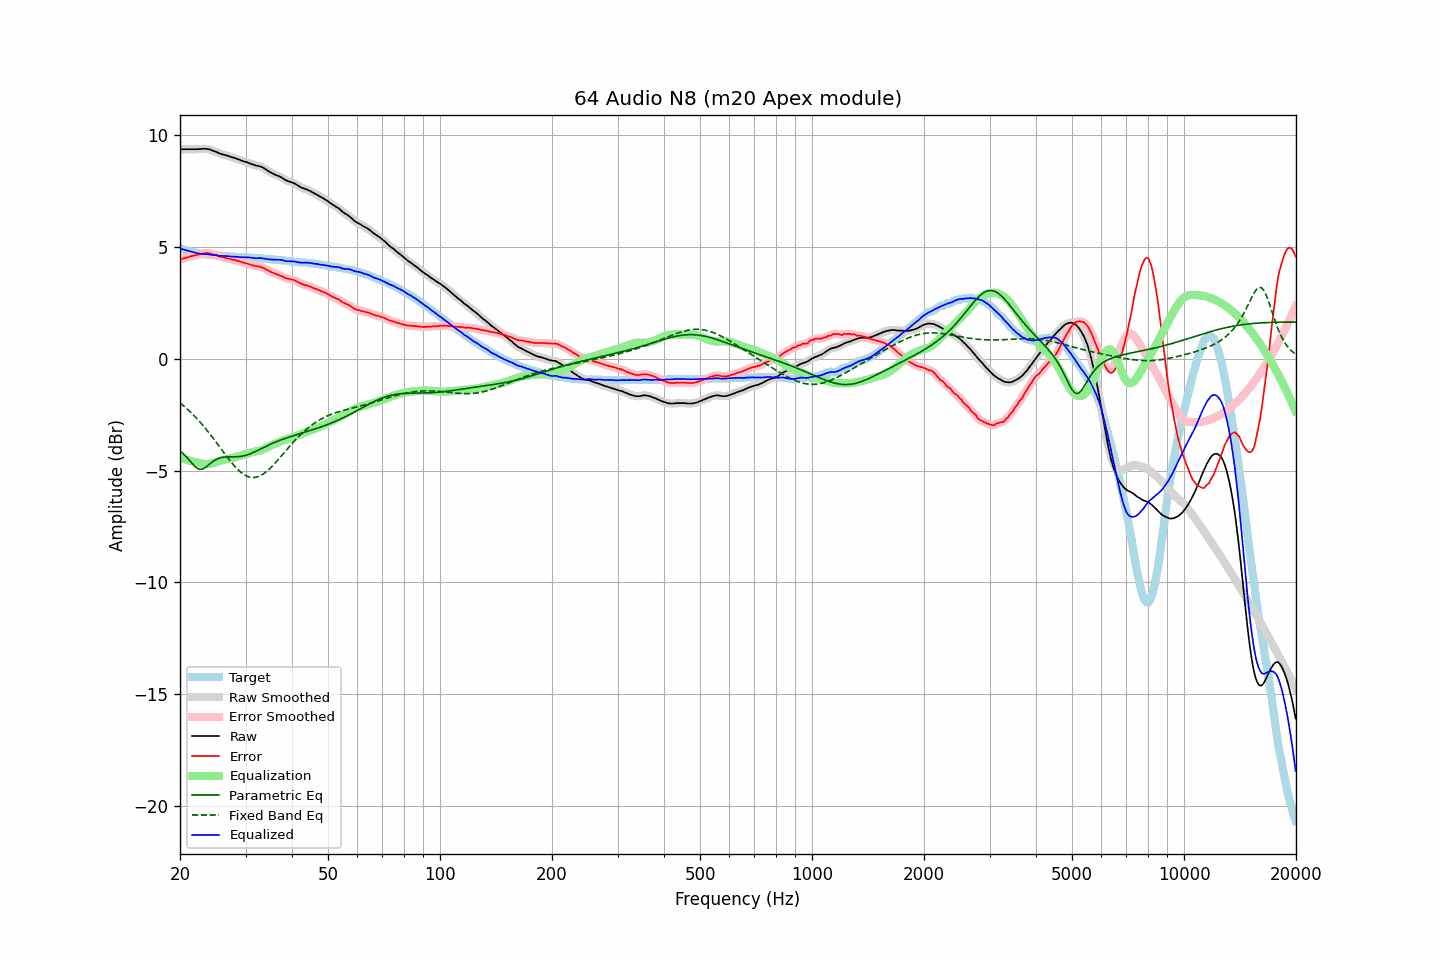 64 Audio N8 (m20 Apex module)
10
5
0
−5
−10
−15
−20
Amplitude (dBr)
Target
Raw Smoothed
Error Smoothed
Raw
Error
Equalization
Parametric Eq
Fixed Band Eq
Equalized
20 50 100 200 500 1000 2000 5000 10000 20000
Frequency (Hz)